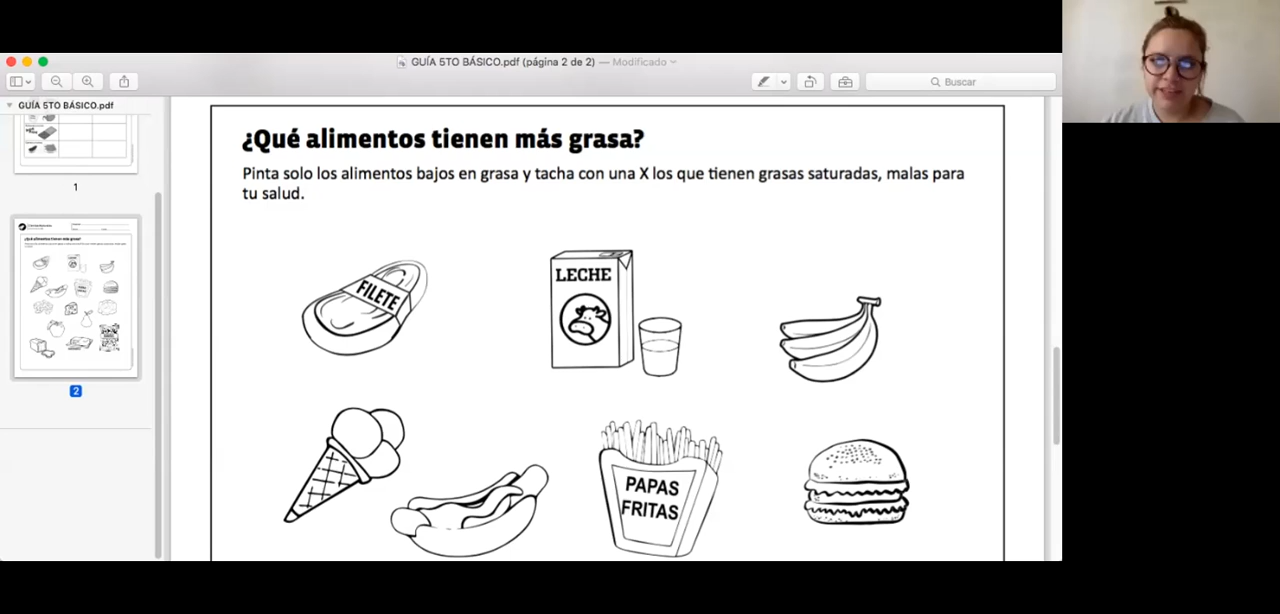 GUÍA 5TO BÁSICO.pdf (página 2 de 2) — Modificado
Buscar
GUÍA 5TO BÁSICO.pdf
1
2
¿Qué alimentos tienen más grasa?
Pinta solo los alimentos bajos en grasa y tacha con una X los que tienen grasas saturadas, malas para
tu salud.
FILETE
LECHE
PAPAS
FRITAS